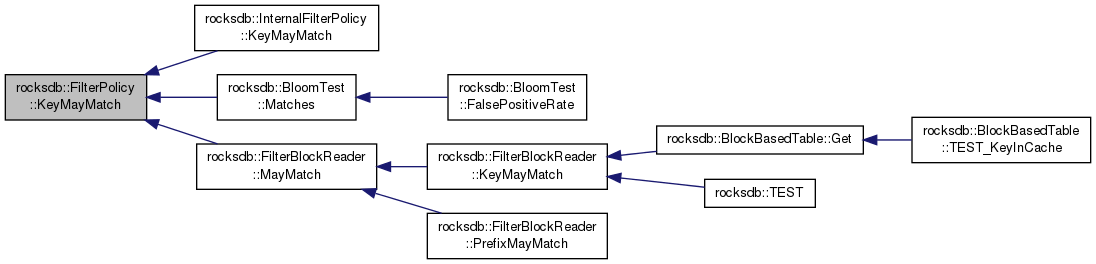 rocksdb::InternalFilterPolicy
::KeyMayMatch
rocksdb::FilterPolicy
::KeyMayMatch
rocksdb::BloomTest
::Matches
rocksdb::BloomTest
::FalsePositiveRate
rocksdb::FilterBlockReader
::MayMatch
rocksdb::FilterBlockReader
::KeyMayMatch
rocksdb::BlockBasedTable::Get
rocksdb::BlockBasedTable
::TEST_KeyInCache
rocksdb::TEST
rocksdb::FilterBlockReader
::PrefixMayMatch